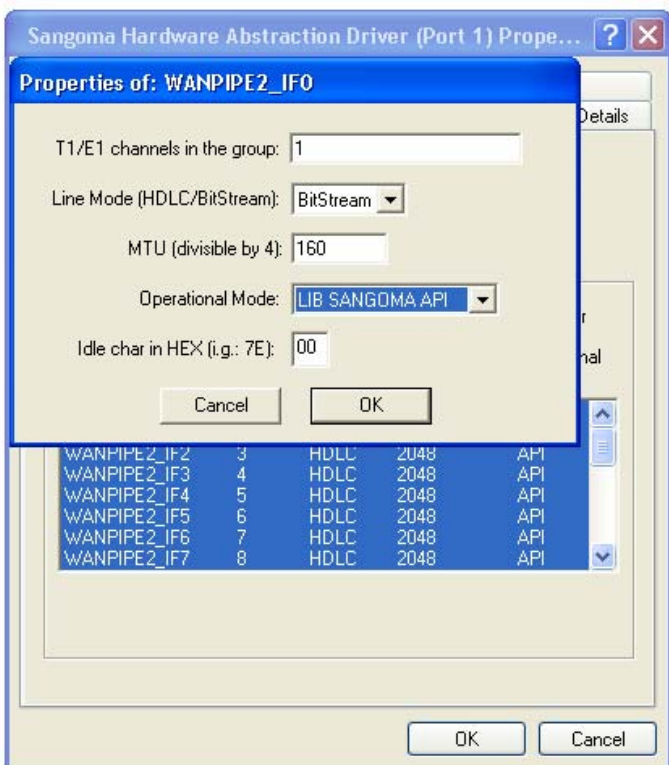 Sangoma Hardware Abstraction Driver (Port 1) Prope...
Properties of: WANPIPE2_IF0
Details
T1/E1 channels in the group: 1
Line Mode (HDLC/BitStream): BitStream
MTU (divisible by 4): 160
Operational Mode: LIB SANGOMA API
Idle char in HEX (i.g.: 7E): 00
Cancel OK
WANPIPE2_IF2 3 HDLC 2048 API
WANPIPE2_IF3 4 HDLC 2048 API
WANPIPE2_IF4 5 HDLC 2048 API
WANPIPE2_IF5 6 HDLC 2048 API
WANPIPE2_IF6 7 HDLC 2048 API
WANPIPE2_IF7 8 HDLC 2048 API
OK Cancel